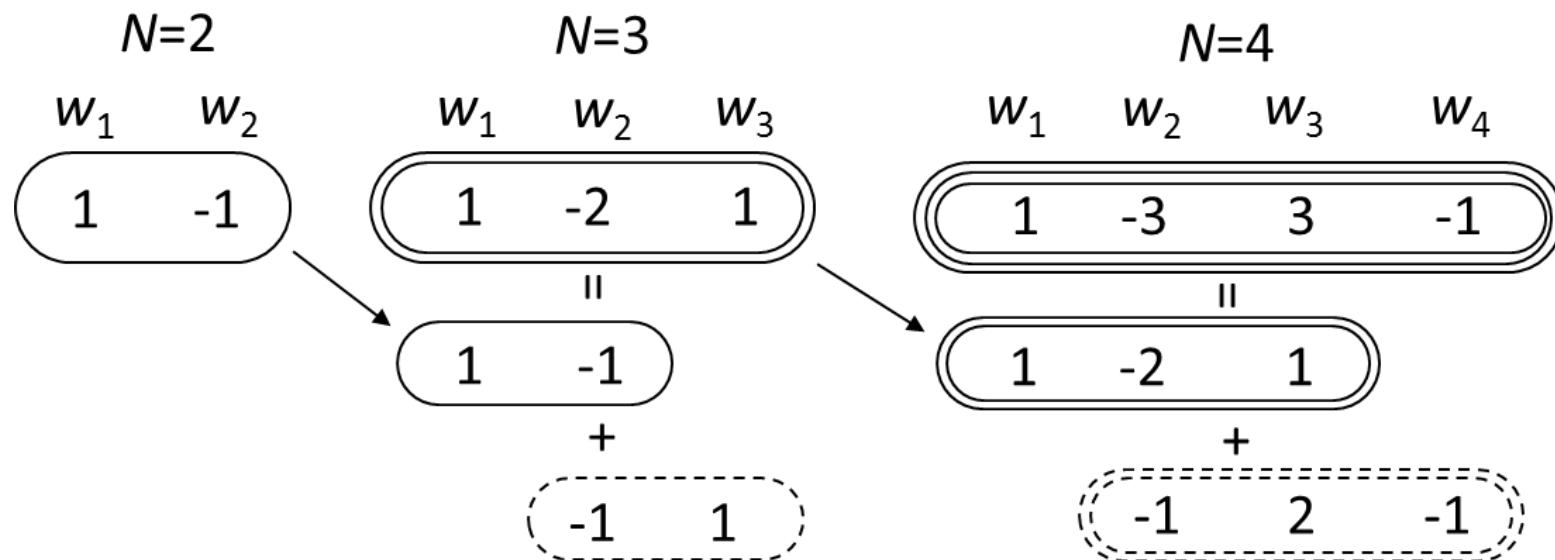 N=2 N=3 N=4
w1 w2 w1 w2 w3 w1 w2 w3 w4
1 -1 1 -2 1 1 -3 3 -1
= =
1 -1 1 -2 1
+ +
-1 1 -1 2 -1